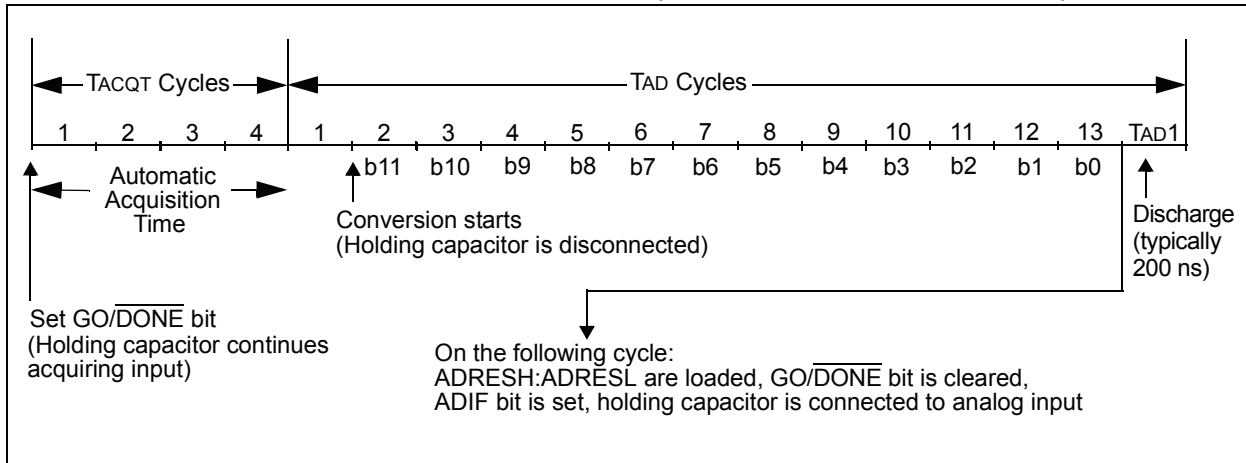 TACQT Cycles TAD Cycles
1 2 3 4 1 2 3 4 5 6 7 8 9 10 11 12 13 TAD1
b11 b10 b9 b8 b7 b6 b5 b4 b3 b2 b1 b0
Automatic
Acquisition
Time
Conversion starts
(Holding capacitor is disconnected)
Discharge
(typically
200 ns)
Set GO/DONE bit
(Holding capacitor continues
acquiring input)
On the following cycle:
ADRESH:ADRESL are loaded, GO/DONE bit is cleared,
ADIF bit is set, holding capacitor is connected to analog input